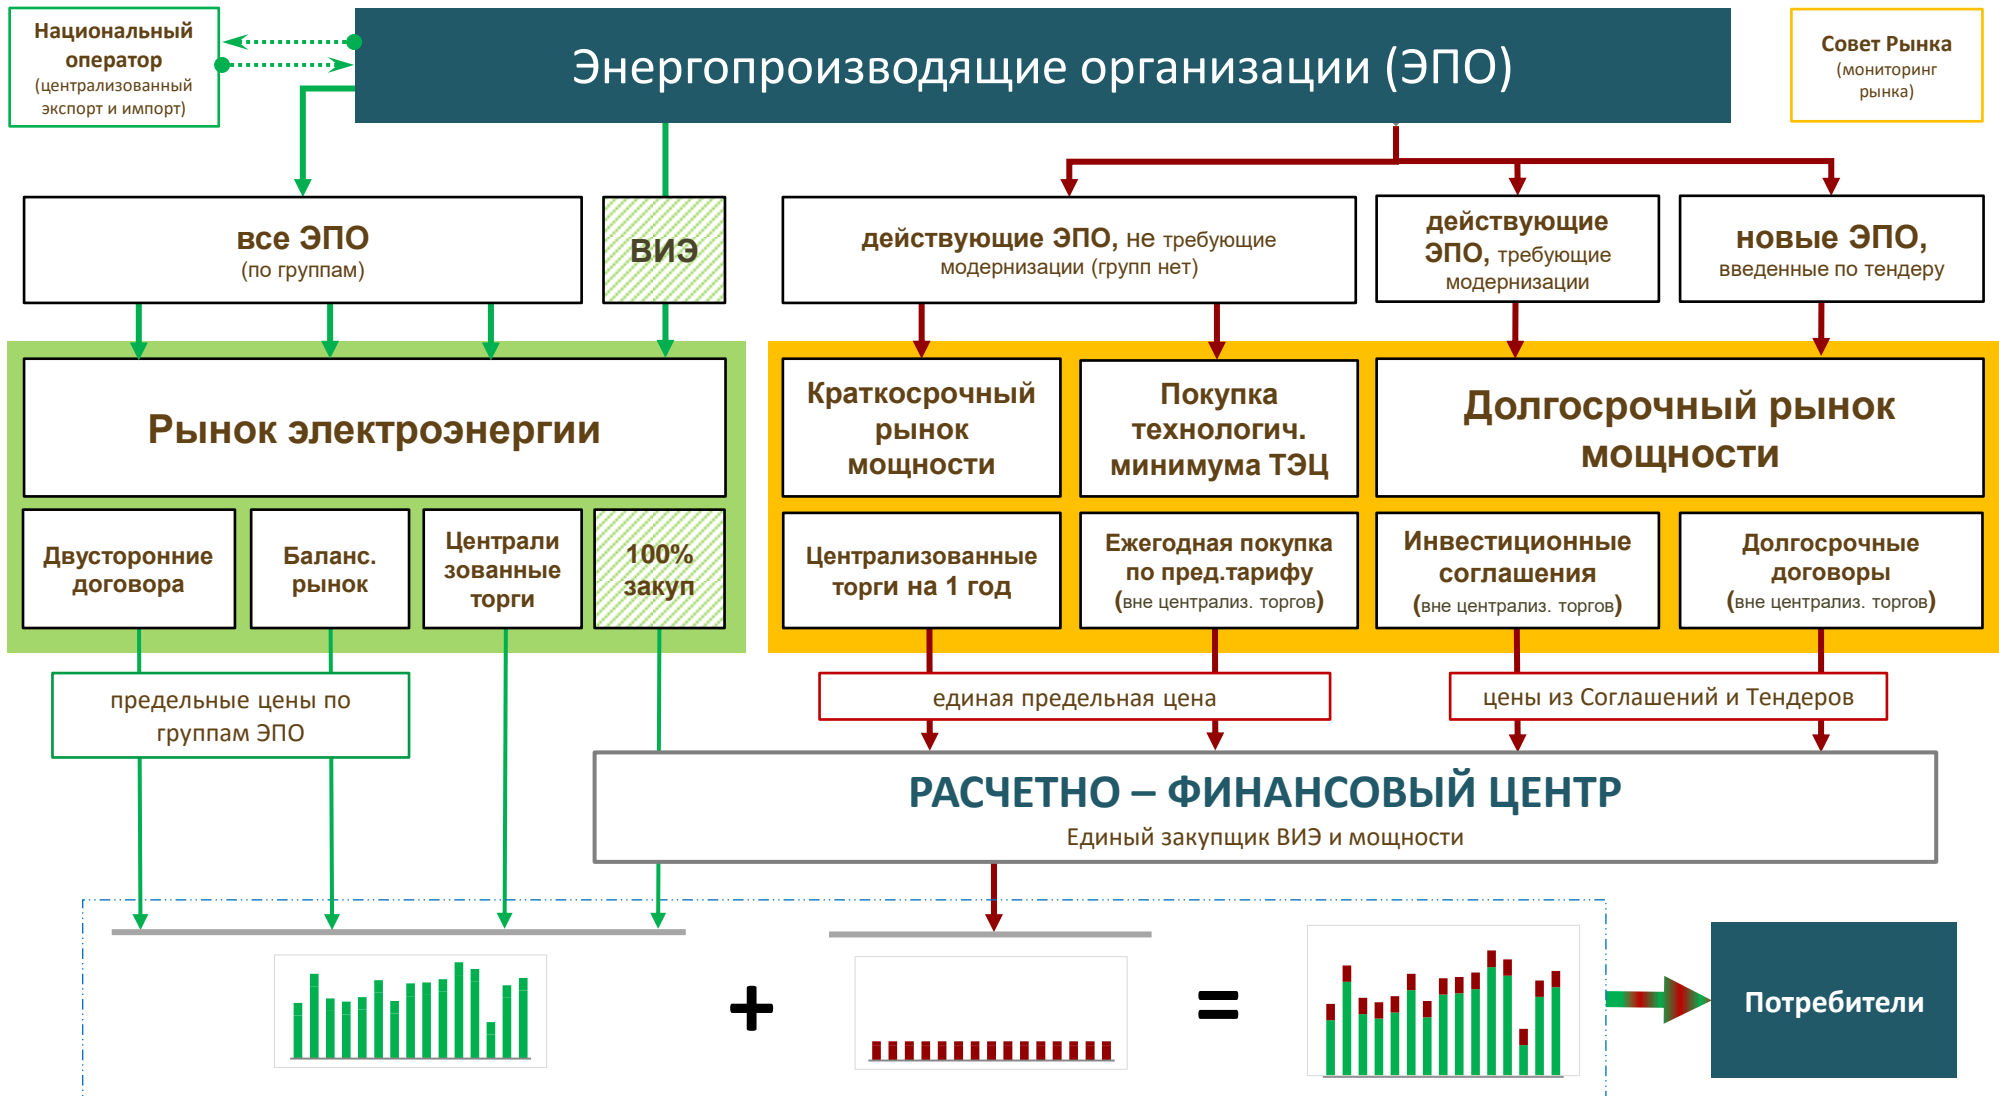 Национальный
оператор
(централизованный
экспорт и импорт)
Энергопроизводящие организации (ЭПО)
Совет Рынка
(мониторинг
рынка)
все ЭПО
(по группам)
ВИЭ
действующие ЭПО, не требующие
модернизации (групп нет)
действующие
ЭПО, требующие
модернизации
новые ЭПО,
введенные по тендеру
Рынок электроэнергии
Краткосрочный
рынок
мощности
Покупка
технологич.
минимума ТЭЦ
Долгосрочный рынок
мощности
Двусторонние
договора
Баланс.
рынок
Централи
зованные
торги
100%
закуп
Централизованные
торги на 1 год
Ежегодная покупка
по пред.тарифу
(вне централиз. торгов)
Инвестиционные
соглашения
(вне централиз. торгов)
Долгосрочные
договоры
(вне централиз. торгов)
предельные цены по
группам ЭПО
единая предельная цена
цены из Соглашений и Тендеров
РАСЧЕТНО – ФИНАНСОВЫЙ ЦЕНТР
Единый закупщик ВИЭ и мощности
+
=
Потребители